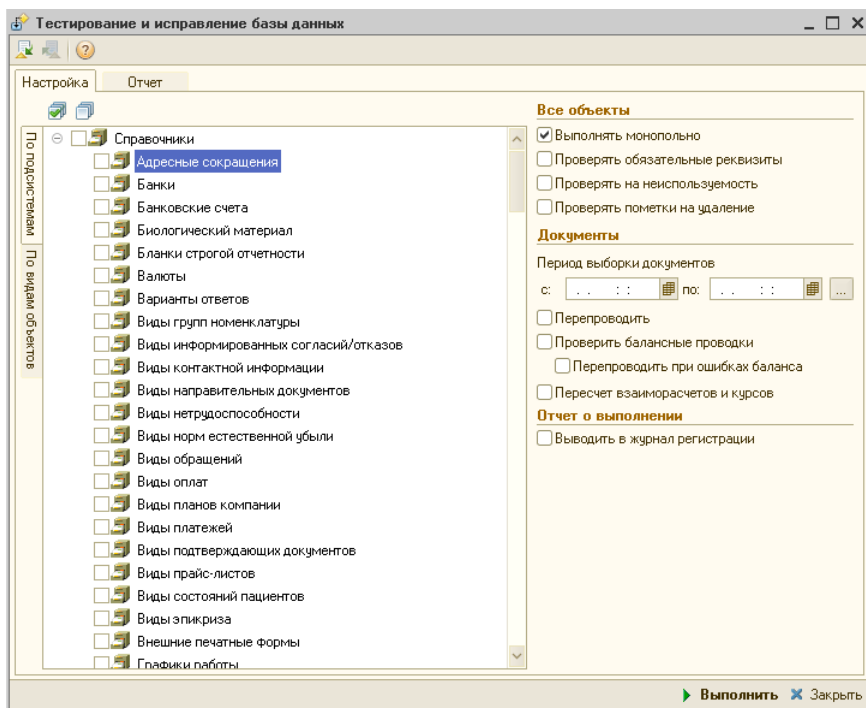 Тестирование и исправление базы данных
Настройка
Отчет
По подсистемам
По видам объектов
Справочники
Адресные сокращения
Банки
Банковские счета
Биологический материал
Бланки строгой отчетности
Валюты
Варианты ответов
Виды групп номенклатуры
Виды информированных согласий/отказов
Виды контактной информации
Виды направительных документов
Виды нетрудоспособности
Виды норм естественной убыли
Виды обращений
Виды оплат
Виды планов компании
Виды платежей
Виды подтверждающих документов
Виды прайс-листов
Виды состояний пациентов
Виды эпикриза
Внешние печатные формы
Графики работы
Все объекты
Выполнять монопольно
Проверять обязательные реквизиты
Проверять на неиспользуемость
Проверять пометки на удаление
Документы
Период выборки документов
с: . . : : по: . . : : ...
Перепроводить
Проверить балансные проводки
Перепроводить при ошибках баланса
Пересчет взаиморасчетов и курсов
Отчет о выполнении
Выводить в журнал регистрации
Выполнить
Закрыть